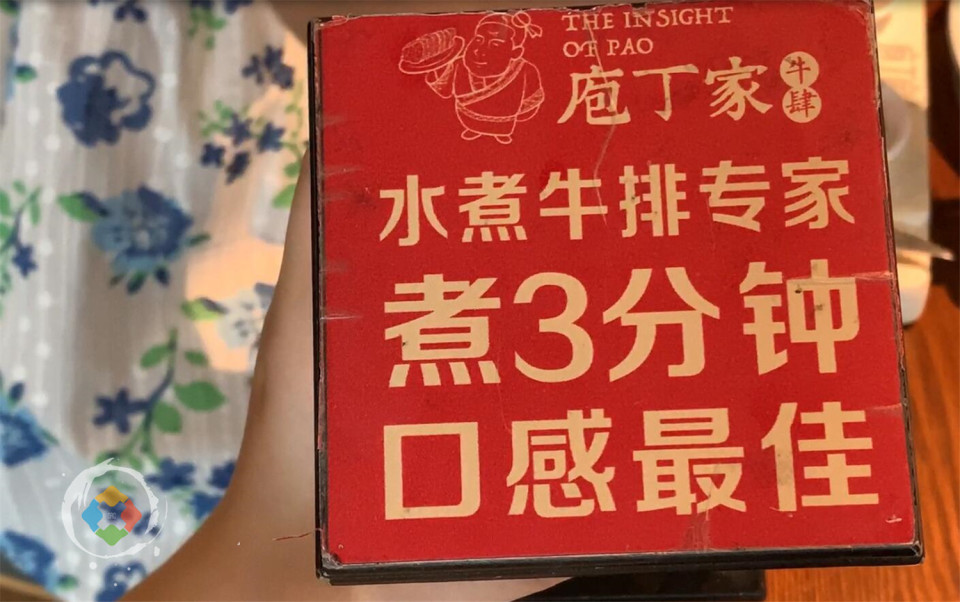 THE INSIGHT
OF PAO
庖丁家 牛肆
水煮牛排专家
煮3分钟
口感最佳